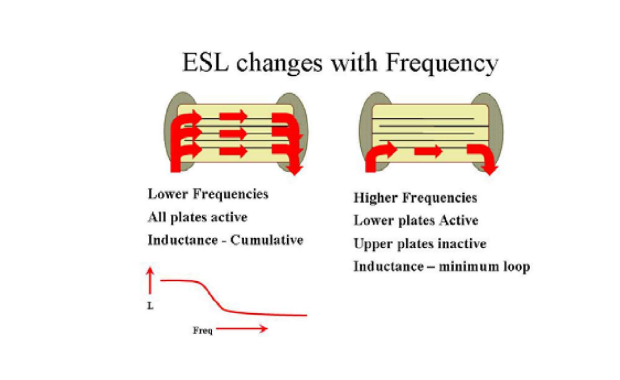 ESL changes with Frequency
Lower Frequencies
All plates active
Inductance - Cumulative
Higher Frequencies
Lower plates Active
Upper plates inactive
Inductance – minimum loop
L
Freq